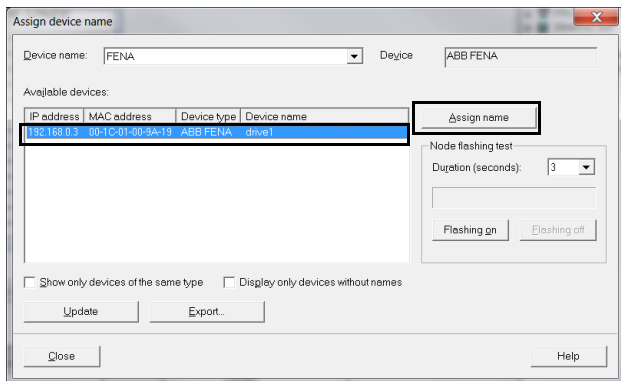 Assign device name
Device name: FENA Device ABB FENA
Available devices:
IP address MAC address Device type Device name
192.168.0.3 00-1C-01-00-9A-19 ABB FENA drive1
Assign name
Node flashing test
Duration (seconds): 3
Flashing on Flashing off
Show only devices of the same type Display only devices without names
Update Export...
Close Help